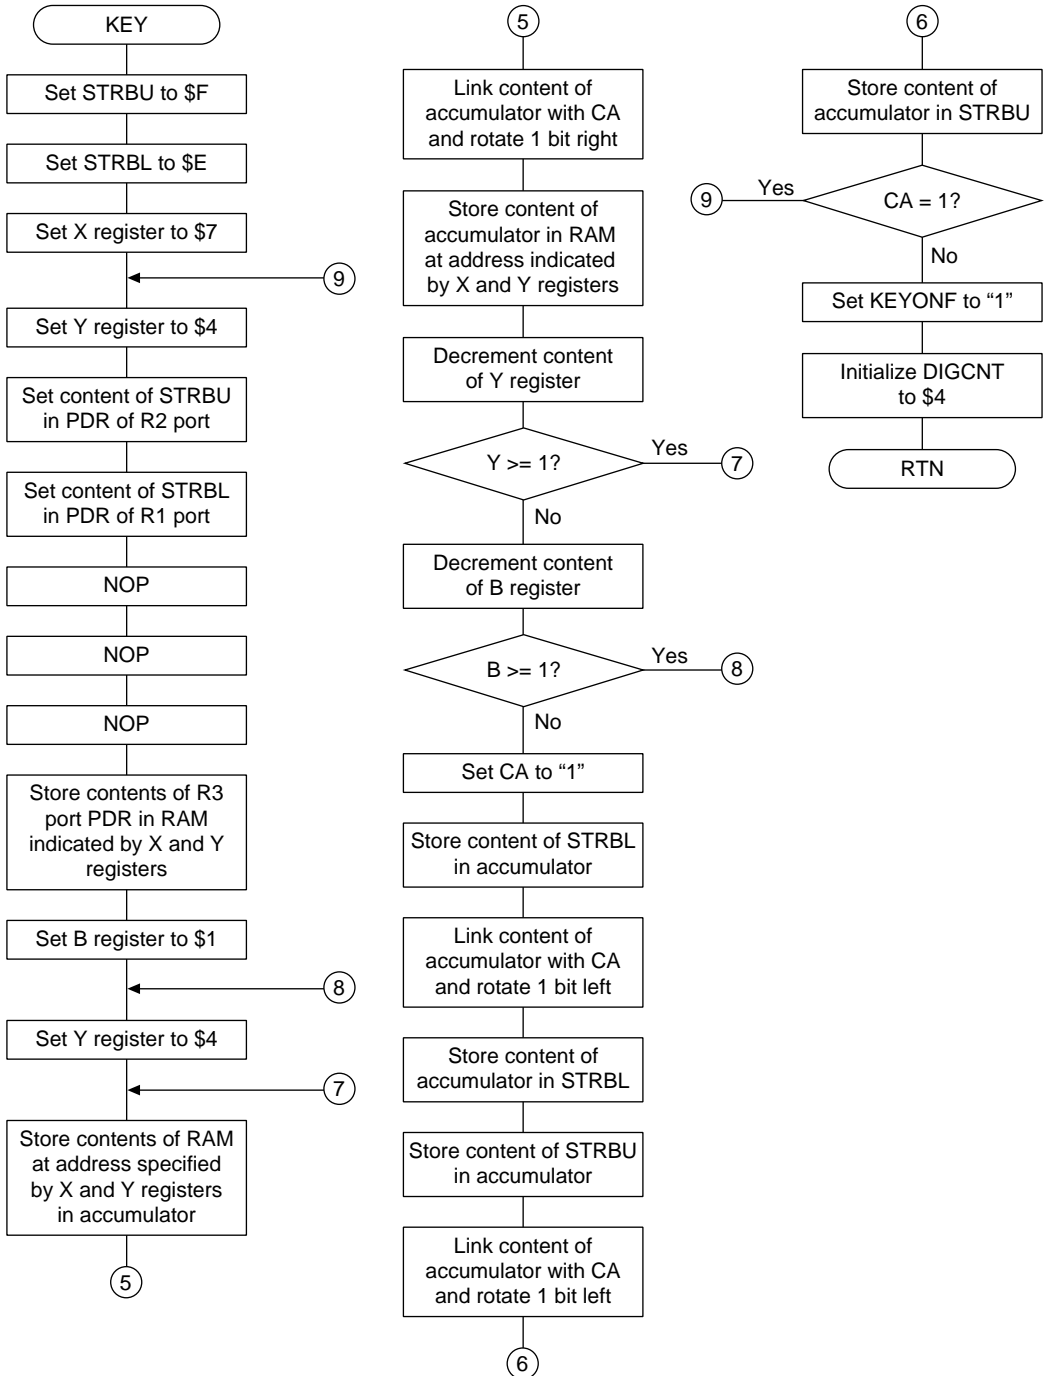 KEY
Set STRBU to $F
Set STRBL to $E
Set X register to $7
9
Set Y register to $4
Set content of STRBU
in PDR of R2 port
Set content of STRBL
in PDR of R1 port
NOP
NOP
NOP
Store contents of R3
port PDR in RAM
indicated by X and Y
registers
Set B register to $1
8
Set Y register to $4
7
Store contents of RAM
at address specified
by X and Y registers
in accumulator
5
5
Link content of
accumulator with CA
and rotate 1 bit right
Store content of
accumulator in RAM
at address indicated
by X and Y registers
Decrement content
of Y register
Y >= 1?
Yes
7
No
Decrement content
of B register
B >= 1?
Yes
8
No
Set CA to “1”
Store content of STRBL
in accumulator
Link content of
accumulator with CA
and rotate 1 bit left
Store content of
accumulator in STRBL
Store content of STRBU
in accumulator
Link content of
accumulator with CA
and rotate 1 bit left
6
6
Store content of
accumulator in STRBU
9
Yes
CA = 1?
No
Set KEYONF to “1”
Initialize DIGCNT
to $4
RTN